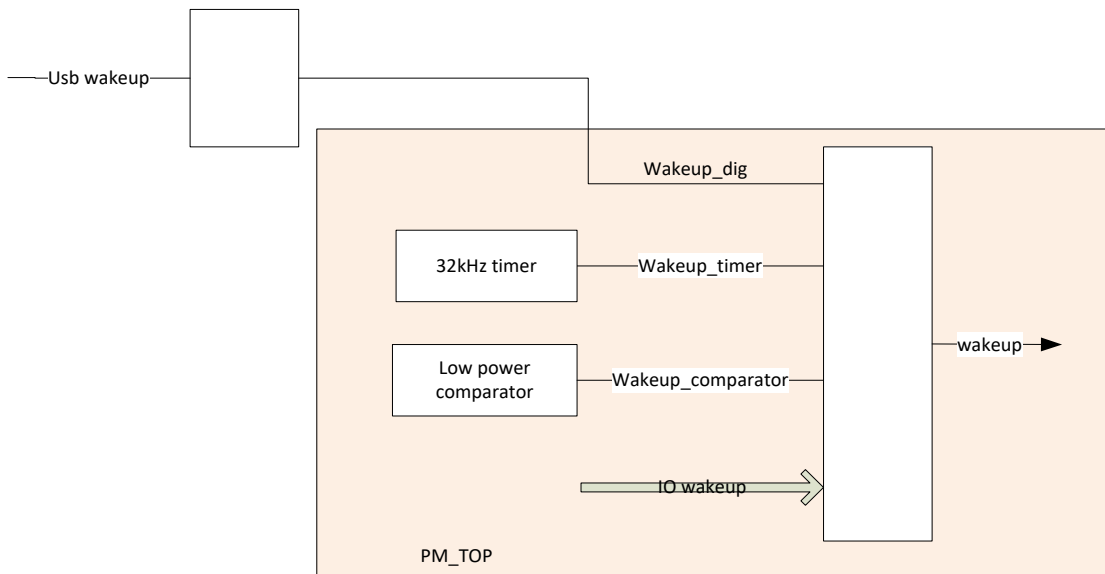 Usb wakeup
Wakeup_dig
32kHz timer
Wakeup_timer
wakeup
Low power
comparator
Wakeup_comparator
IO wakeup
PM_TOP